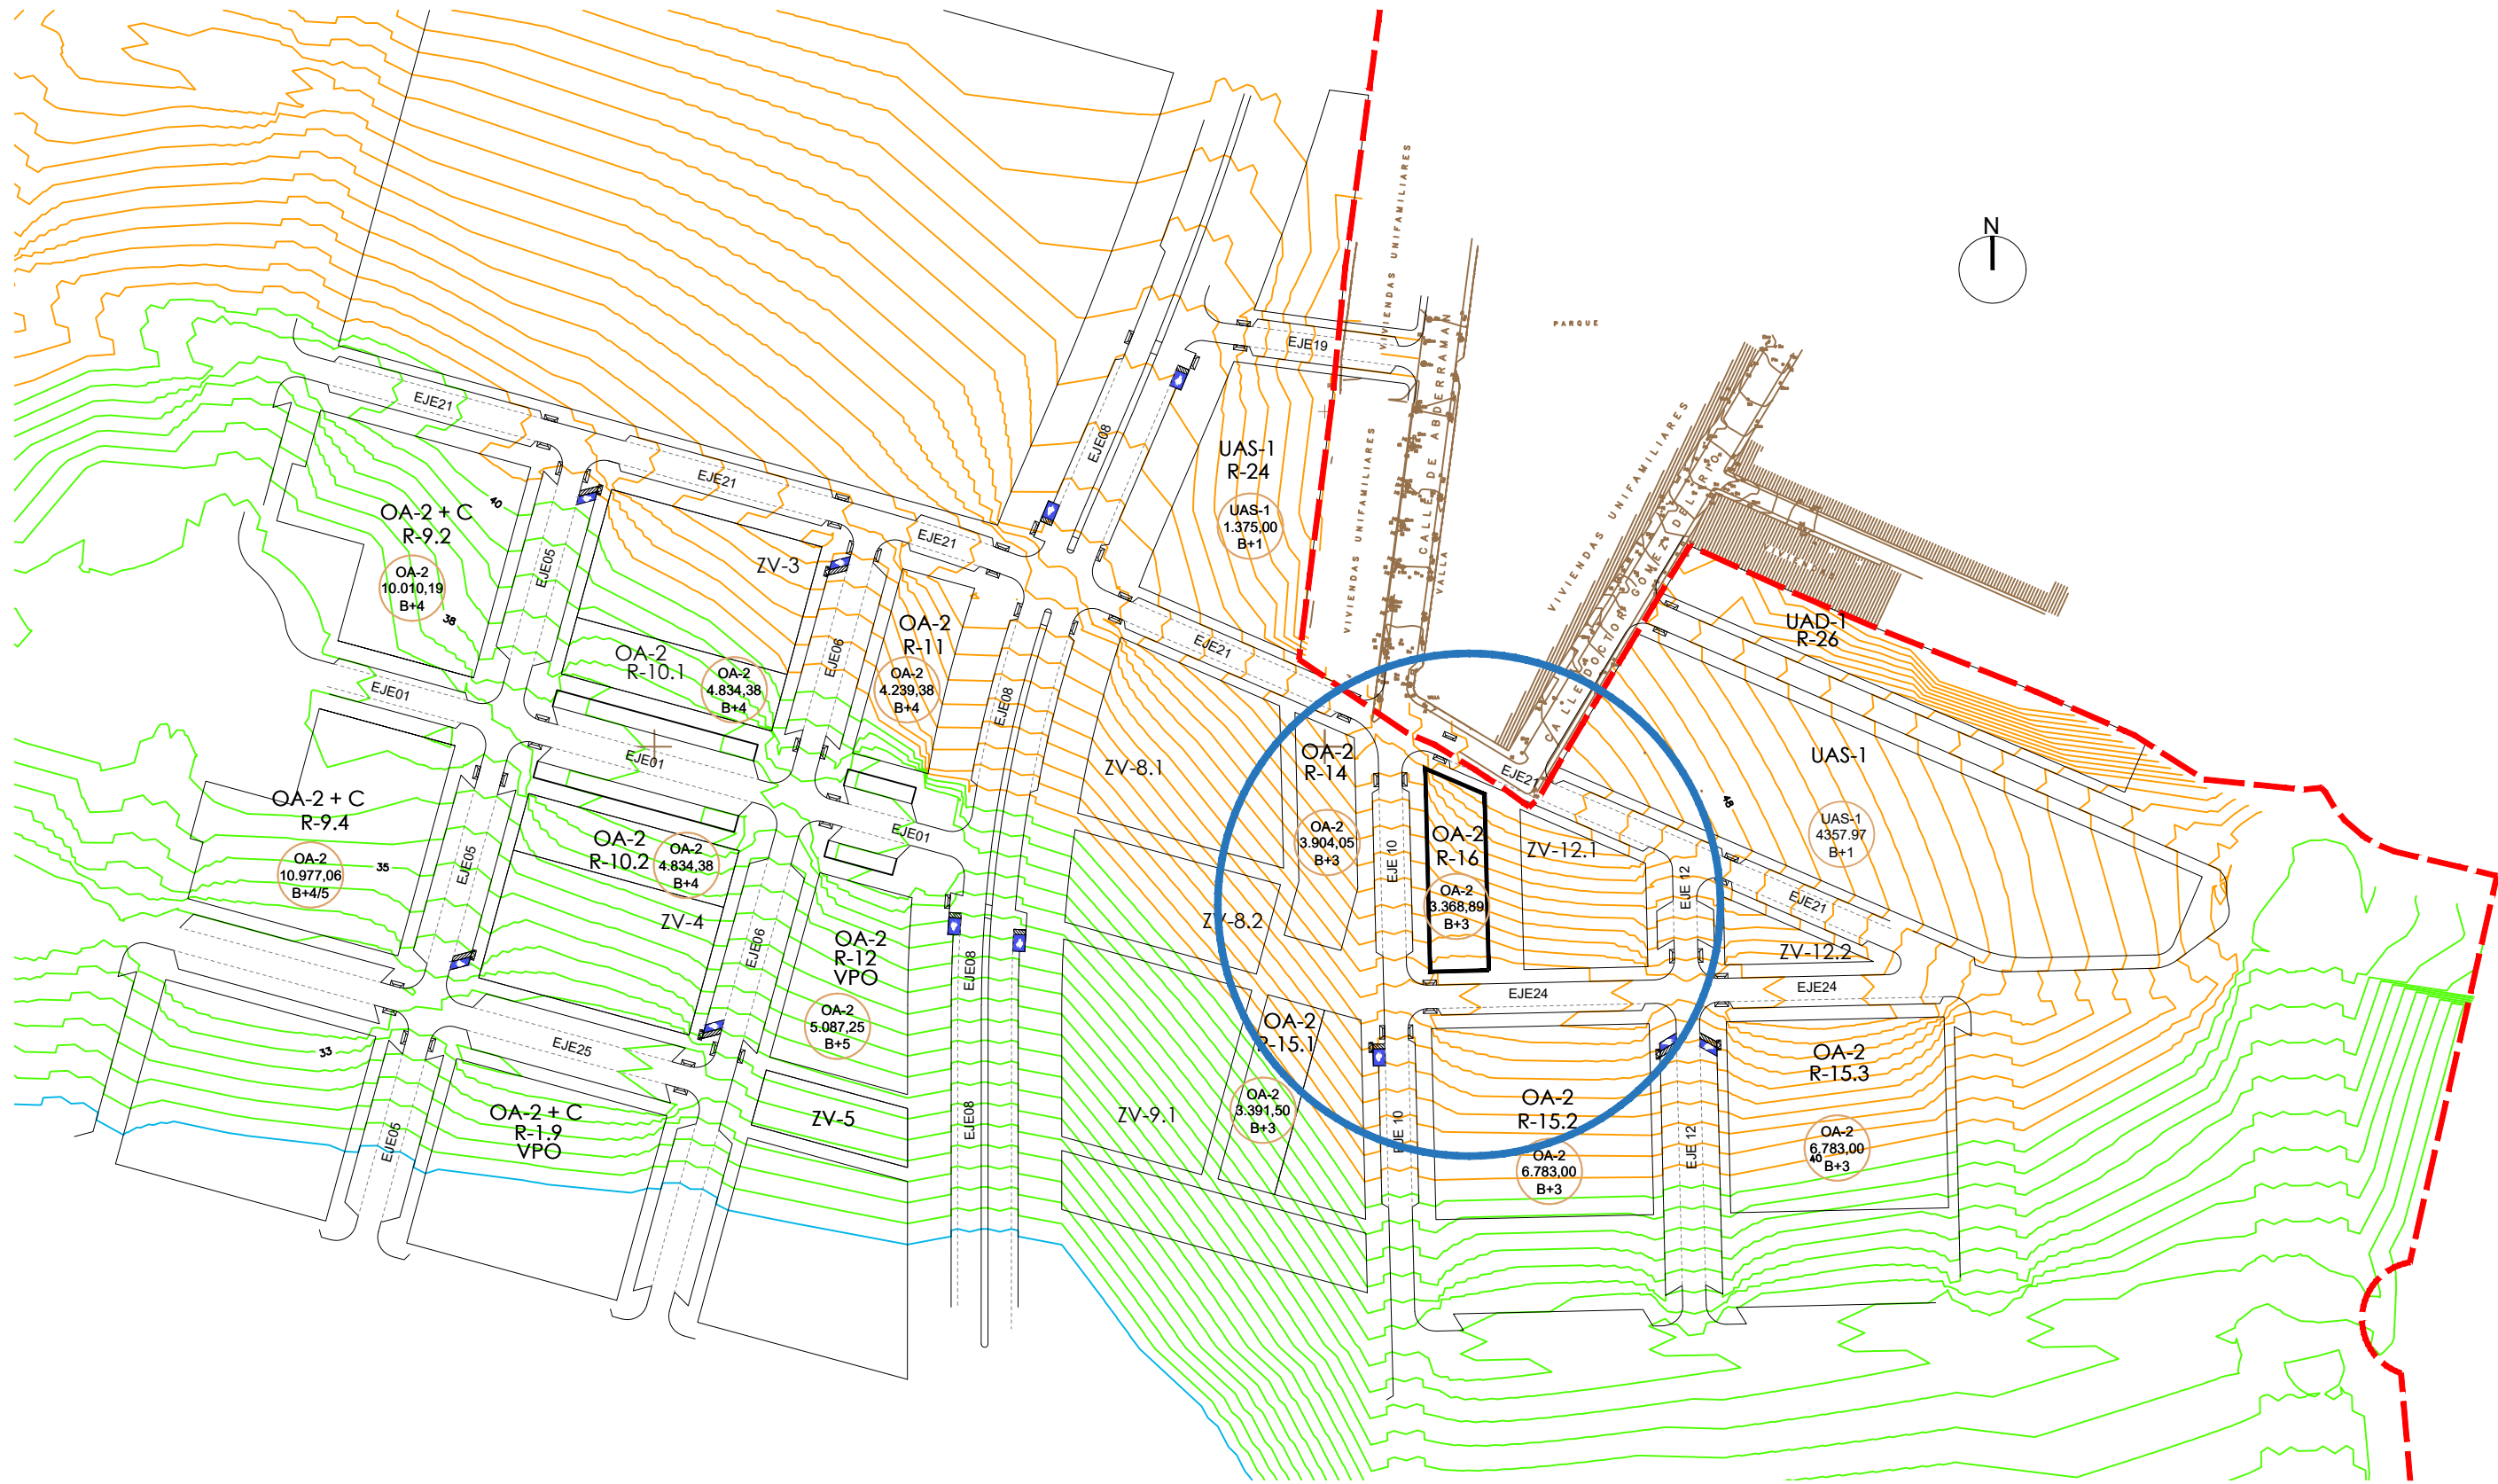 N
PARQUE
VIVIENDAS UNIFAMILIARES
VIVIENDAS UNIFAMILIARES
VIVIENDAS UNIFAMILIARES
CALLE DE ABDERRAMAN
VALLA
CALLE DOCTOR GOMEZ DEL RIO
EJE19
EJE08
EJE21
EJE21
EJE21
EJE21
EJE21
EJE21
UAS-1
R-24
UAS-1
1.375,00
B+1
OA-2 + C
R-9.2
OA-2
10.010,19
B+4
40
38
EJE05
ZV-3
OA-2
R-10.1
OA-2
4.834,38
B+4
EJE06
OA-2
R-11
OA-2
4.239,38
B+4
EJE08
UAD-1
R-26
UAS-1
UAS-1
4357.97
B+1
48
EJE01
EJE01
EJE01
ZV-8.1
OA-2
R-14
OA-2
3.904,05
B+3
EJE 10
OA-2
R-16
OA-2
3.368,89
B+3
ZV-12.1
EJE 12
ZV-12.2
OA-2 + C
R-9.4
OA-2
10.977,06
B+4/5
35
EJE05
OA-2
R-10.2
OA-2
4.834,38
B+4
ZV-4
EJE06
OA-2
R-12
VPO
OA-2
5.087,25
B+5
EJE08
ZV-8.2
EJE24
EJE24
OA-2
R-15.1
OA-2
3.391,50
B+3
33
EJE25
OA-2 + C
R-1.9
VPO
EJE05
ZV-5
EJE08
ZV-9.1
EJE 10
OA-2
R-15.2
OA-2
6.783,00
B+3
EJE 12
OA-2
R-15.3
OA-2
6.783,00
B+3
40